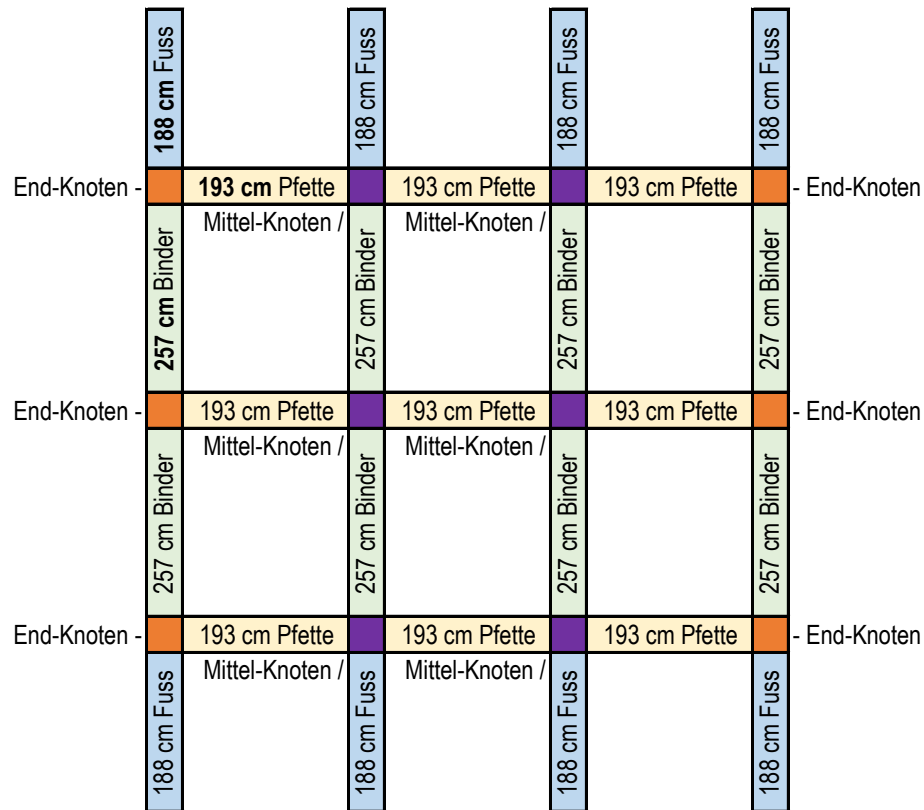 188 cm Fuss
188 cm Fuss
188 cm Fuss
188 cm Fuss
End-Knoten -
193 cm Pfette
193 cm Pfette
193 cm Pfette
- End-Knoten
Mittel-Knoten /
Mittel-Knoten /
257 cm Binder
257 cm Binder
257 cm Binder
257 cm Binder
End-Knoten -
193 cm Pfette
193 cm Pfette
193 cm Pfette
- End-Knoten
Mittel-Knoten /
Mittel-Knoten /
257 cm Binder
257 cm Binder
257 cm Binder
257 cm Binder
End-Knoten -
193 cm Pfette
193 cm Pfette
193 cm Pfette
- End-Knoten
Mittel-Knoten /
Mittel-Knoten /
188 cm Fuss
188 cm Fuss
188 cm Fuss
188 cm Fuss